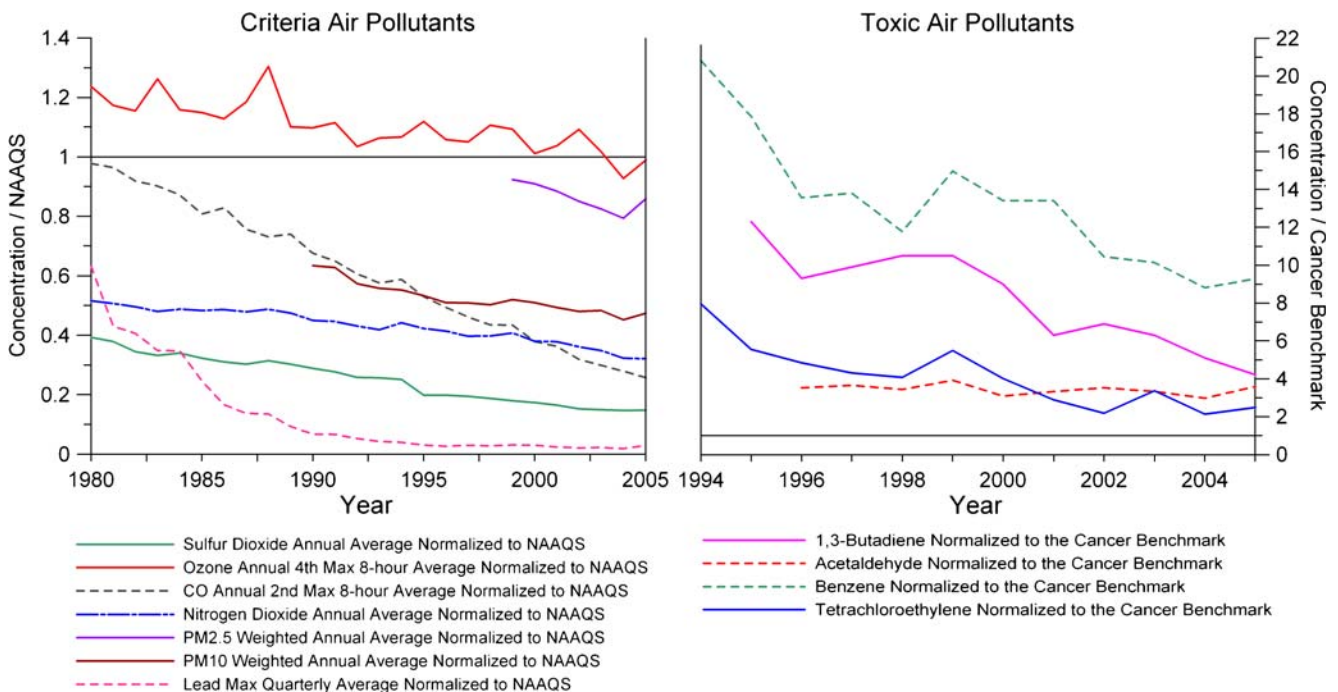 Criteria Air Pollutants
Concentration / NAAQS
1.4
1.2
1
0.8
0.6
0.4
0.2
0
1980 1985 1990 1995 2000 2005
Year
Sulfur Dioxide Annual Average Normalized to NAAQS
Ozone Annual 4th Max 8-hour Average Normalized to NAAQS
CO Annual 2nd Max 8-hour Average Normalized to NAAQS
Nitrogen Dioxide Annual Average Normalized to NAAQS
PM2.5 Weighted Annual Average Normalized to NAAQS
PM10 Weighted Annual Average Normalized to NAAQS
Lead Max Quarterly Average Normalized to NAAQS
Toxic Air Pollutants
22
20
18
16
14
12
10
8
6
4
2
0
Concentration / Cancer Benchmark
1994 1996 1998 2000 2002 2004
Year
1,3-Butadiene Normalized to the Cancer Benchmark
Acetaldehyde Normalized to the Cancer Benchmark
Benzene Normalized to the Cancer Benchmark
Tetrachloroethylene Normalized to the Cancer Benchmark